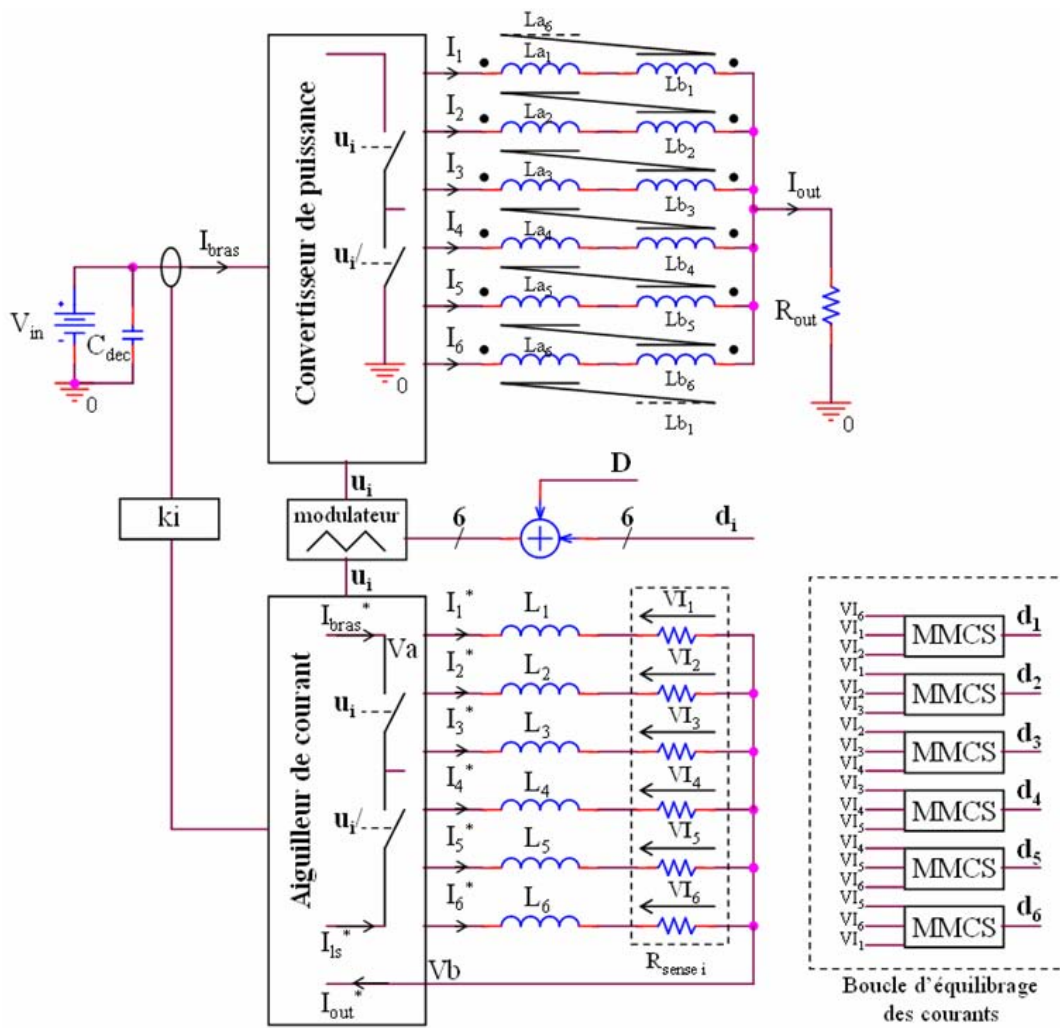 La6
I1
La1
Lb1
I2
La2
Lb2
I3
La3
Lb3
I4
La4
Lb4
I5
La5
Lb5
I6
La6
Lb6
Lb1
Iout
Rout
0
Convertisseur de puissance
ui
ui/
0
Ibras
Vin
+
-
Cdec
0
ki
ui
modulateur
ui
6
D
+
6
di
Aiguilleur de courant
Ibras*
Va
ui
ui/
Ils*
Iout*
Vb
I1*
L1
VI1
I2*
L2
VI2
I3*
L3
VI3
I4*
L4
VI4
I5*
L5
VI5
I6*
L6
VI6
Rsense i
VI6
VI1
VI2
MMCS
d1
VI1
VI2
VI3
MMCS
d2
VI2
VI3
VI4
MMCS
d3
VI3
VI4
VI5
MMCS
d4
VI4
VI5
VI6
MMCS
d5
VI5
VI6
VI1
MMCS
d6
Boucle d'équilibrage
des courants